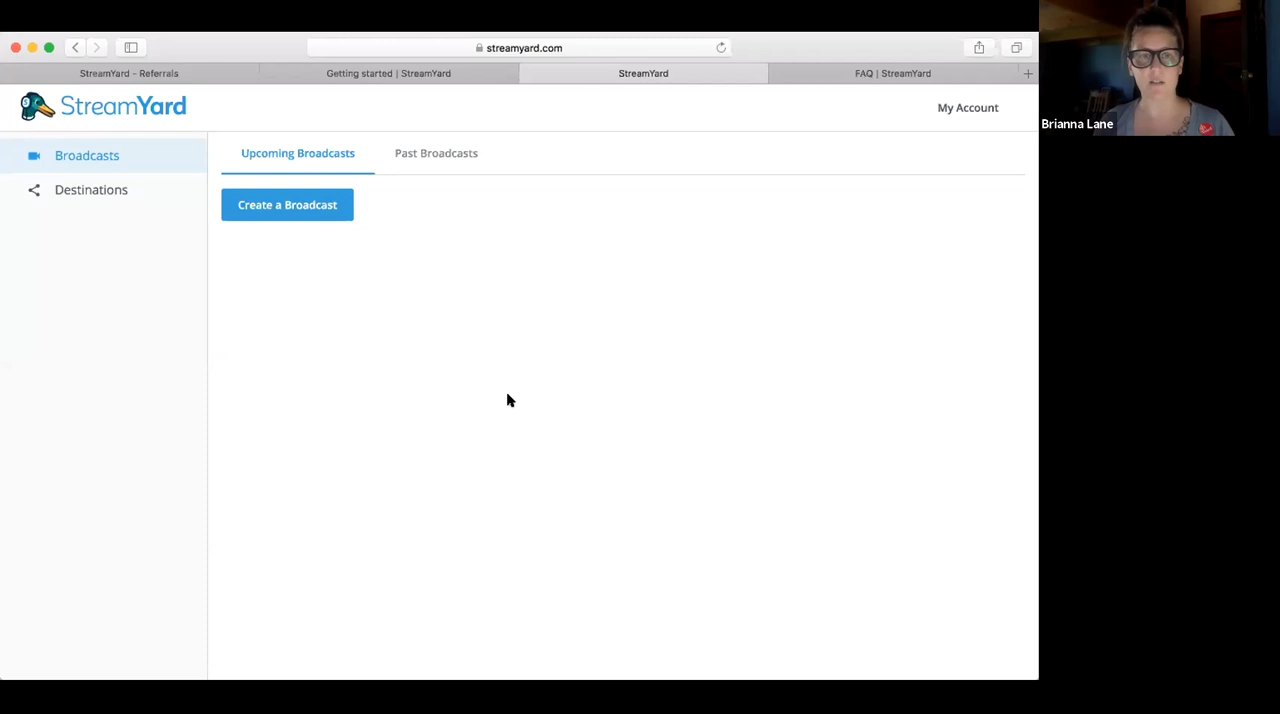 streamyard.com
StreamYard - Referrals
Getting started | StreamYard
StreamYard
FAQ | StreamYard
StreamYard
My Account
Brianna Lane
Broadcasts
Destinations
Upcoming Broadcasts
Past Broadcasts
Create a Broadcast